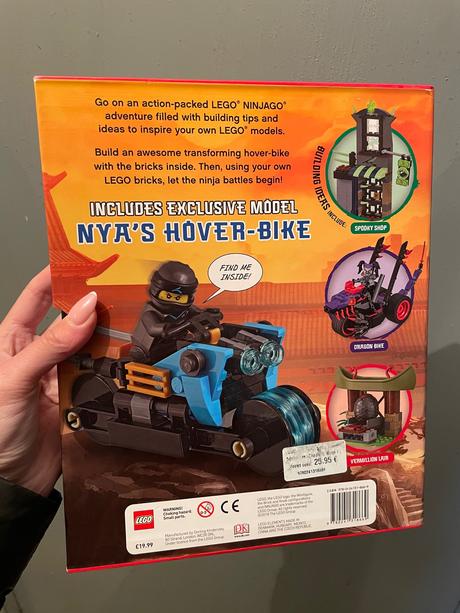 Go on an action-packed LEGO® NINJAGO®
adventure filled with building tips and
ideas to inspire your own LEGO® models.
Build an awesome transforming hover-bike
with the bricks inside. Then, using your own
LEGO bricks, let the ninja battles begin!
INCLUDES EXCLUSIVE MODEL
NYA'S HOVER-BIKE
FIND ME
INSIDE!
BUILDING IDEAS INCLUDE:
SPOOKY SHOP
DRAGON BIKE
VERMILLION LAIR
25.95 €
LEGO
£19.99
WARNING!
Choking hazard.
Small parts.
CE
DK